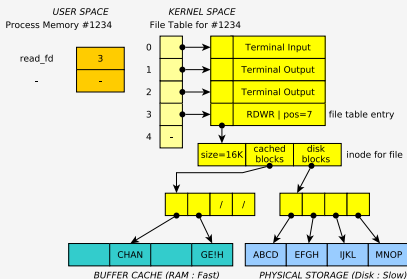 USER SPACE
KERNEL SPACE
Process Memory #1234
File Table for #1234
0
Terminal Input
read_fd
3
1
Terminal Output
-
-
2
Terminal Output
3
RDWR | pos=7
file table entry
4
-
size=16K
cached blocks
disk blocks
inode for file
/
/
CHAN
GE!H
ABCD
EFGH
IJKL
MNOP
BUFFER CACHE (RAM : Fast)
PHYSICAL STORAGE (Disk : Slow)